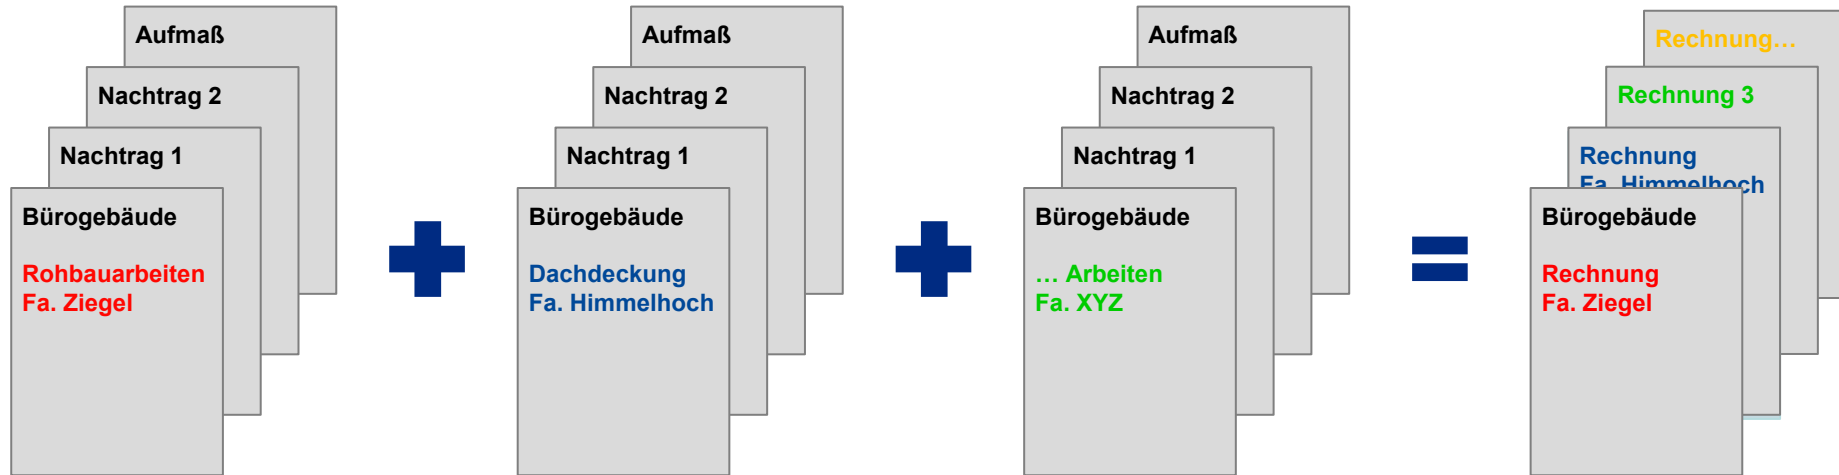 Aufmaß
Nachtrag 2
Nachtrag 1
Bürogebäude
Rohbauarbeiten
Fa. Ziegel
Aufmaß
Nachtrag 2
Nachtrag 1
Bürogebäude
Dachdeckung
Fa. Himmelhoch
Aufmaß
Nachtrag 2
Nachtrag 1
Bürogebäude
... Arbeiten
Fa. XYZ
Rechnung...
Rechnung 3
Rechnung
Fa. Himmelhoch
Bürogebäude
Rechnung
Fa. Ziegel